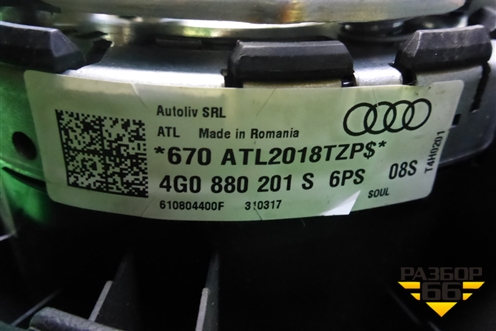 Autoliv SRL
ATL Made in Romania
*670 ATL2018TZP$*
4G0 880 201 S 6PS 08S
610804400F 310317 SOUL
T4H0201
РАЗБОР
66